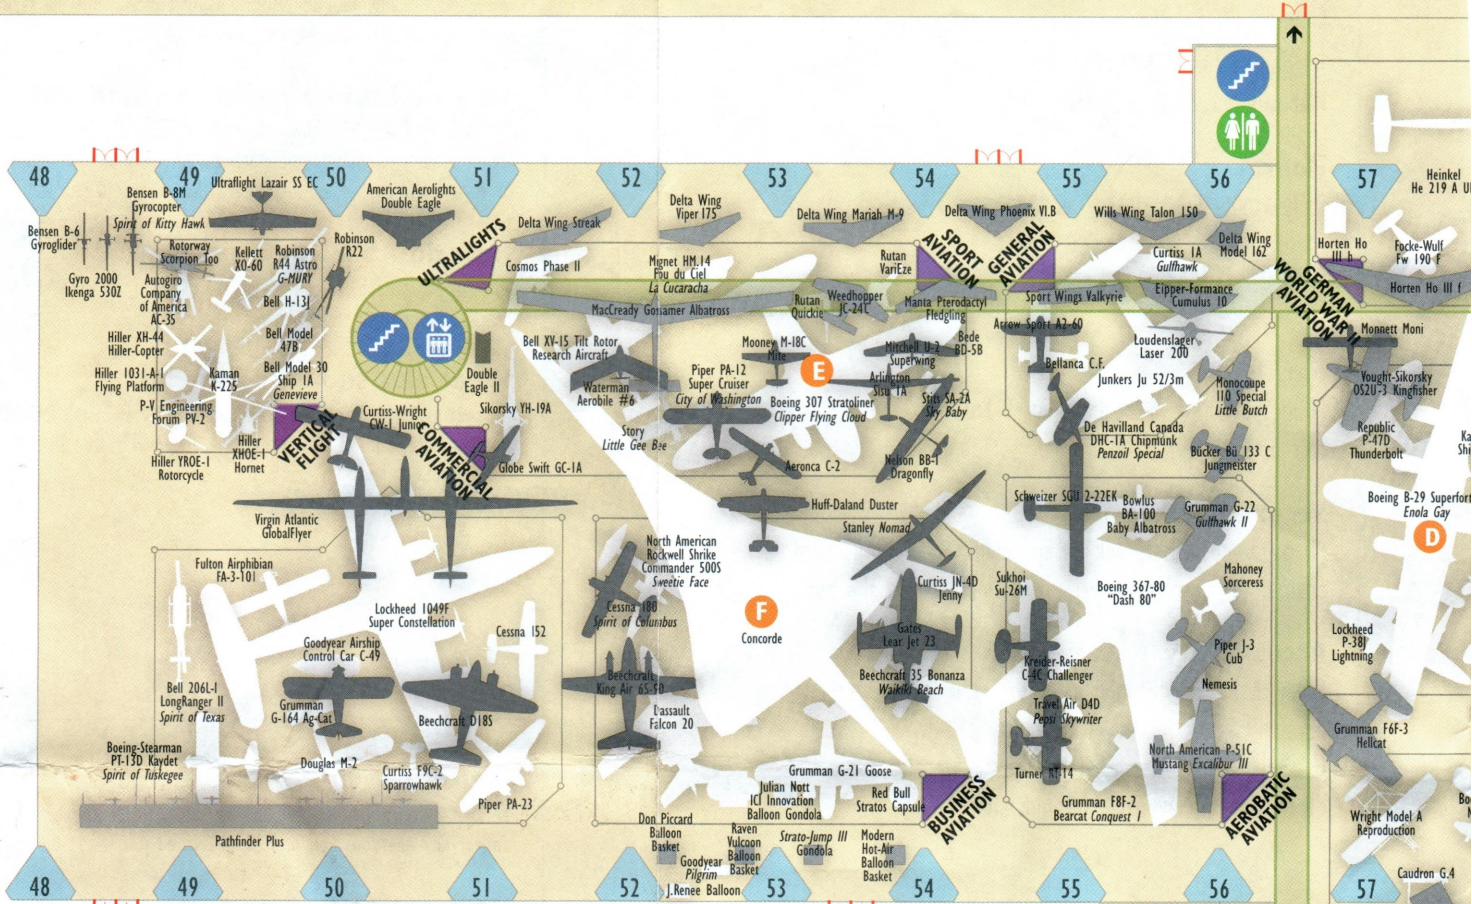 48
49
50
51
52
53
54
55
56
57
Bensen B-6
Gyroglider
Bensen B-8M
Gyrocopter
Spirit of Kitty Hawk
Ultraflight Lazair SS EC
American Aerolights
Double Eagle
Gyro 2000
Ikenga 530Z
Rotorway
Scorpion Too
Kellett
XO-60
Robinson
R44 Astro
G-MURY
Robinson
R22
Autogiro
Company
of America
AC-35
Bell H-13J
Hiller XH-44
Hiller-Copter
Bell Model
47B
Hiller 1031-A-1
Flying Platform
Kaman
K-225
Bell Model 30
Ship 1A
Genevieve
P-V Engineering
Forum PV-2
Hiller YROE-1
Rotorcycle
Hiller
XHOE-1
Hornet
VERTICAL
FLIGHT
ULTRALIGHTS
Delta Wing Streak
Cosmos Phase II
Delta Wing
Viper 175
Mignet HM.14
Pou du Ciel
La Cucaracha
MacCready Gossamer Albatross
Delta Wing Mariah M-9
Rutan
VariEze
Rutan
Quickie
Weedhopper
JC-24C
SPORT
AVIATION
Delta Wing Phoenix VI.B
GENERAL
AVIATION
Manta Pterodactyl
Fledgling
Wills Wing Talon 150
Curtiss 1A
Gulfhawk
Delta Wing
Model 162
Sport Wings Valkyrie
Eipper-Formance
Cumulus 10
GERMAN
WORLD WAR II
AVIATION
Horten Ho
III h
Heinkel
He 219 A
Focke-Wulf
Fw 190 F
Horten Ho III f
Monnett Moni
Double
Eagle II
Curtiss-Wright
CW-1 Junior
COMMERCIAL
AVIATION
Sikorsky YH-19A
Globe Swift GC-1A
Bell XV-15 Tilt Rotor
Research Aircraft
Waterman
Aerobile #6
Story
Little Gee Bee
Piper PA-12
Super Cruiser
City of Washington
Mooney M-18C
Mite
E
Boeing 307 Stratoliner
Clipper Flying Cloud
Mitchell U-2
Superwing
Bede
BD-5B
Arlington
Sisu 1A
Stits SA-2A
Sky Baby
Aeronca C-2
Nelson BB-1
Dragonfly
Arrow Sport A2-60
Bellanca C.F.
Loudenslager
Laser 200
Junkers Ju 52/3m
Monocoupe
110 Special
Little Butch
De Havilland Canada
DHC-1A Chipmunk
Penzoil Special
Bücker Bü 133 C
Jungmeister
Vought-Sikorsky
OS2U-3 Kingfisher
Republic
P-47D
Thunderbolt
Boeing B-29 Superfort
Enola Gay
D
Virgin Atlantic
GlobalFlyer
Huff-Daland Duster
Stanley Nomad
Schweizer SGU 2-22EK
Bowlus
BA-100
Baby Albatross
Grumman G-22
Gulfhawk II
Fulton Airphibian
FA-3-101
North American
Rockwell Shrike
Commander 500S
Sweetie Face
Curtiss JN-4D
Jenny
Sukhoi
Su-26M
Boeing 367-80
"Dash 80"
Mahoney
Sorceress
Lockheed 1049F
Super Constellation
Cessna 180
Spirit of Columbus
F
Concorde
Cessna 152
Goodyear Airship
Control Car C-49
Gates
Lear Jet 23
Piper J-3
Cub
Lockheed
P-38J
Lightning
Bell 206L-1
LongRanger II
Spirit of Texas
Grumman
G-164 Ag-Cat
Beechcraft D18S
Beechcraft
King Air 65-90
Dassault
Falcon 20
Beechcraft 35 Bonanza
Waikiki Beach
Kreider-Reisner
C-4C Challenger
Nemesis
Travel Air D4D
Pepsi Skywriter
Grumman F6F-3
Hellcat
Boeing-Stearman
PT-13D Kaydet
Spirit of Tuskegee
Douglas M-2
Curtiss F9C-2
Sparrowhawk
Piper PA-23
Grumman G-21 Goose
Julian Nott
ICI Innovation
Balloon Gondola
Red Bull
Stratos Capsule
BUSINESS
AVIATION
Turner RT-14
North American P-51C
Mustang Excalibur III
Grumman F8F-2
Bearcat Conquest I
AEROBATIC
AVIATION
Wright Model A
Reproduction
Pathfinder Plus
Don Piccard
Balloon
Basket
Goodyear
Pilgrim
Raven
Vulcoon
Balloon
Basket
Strato-Jump III
Gondola
Modern
Hot-Air
Balloon
Basket
J.Renee Balloon
Caudron G.4
48
49
50
51
52
53
54
55
56
57